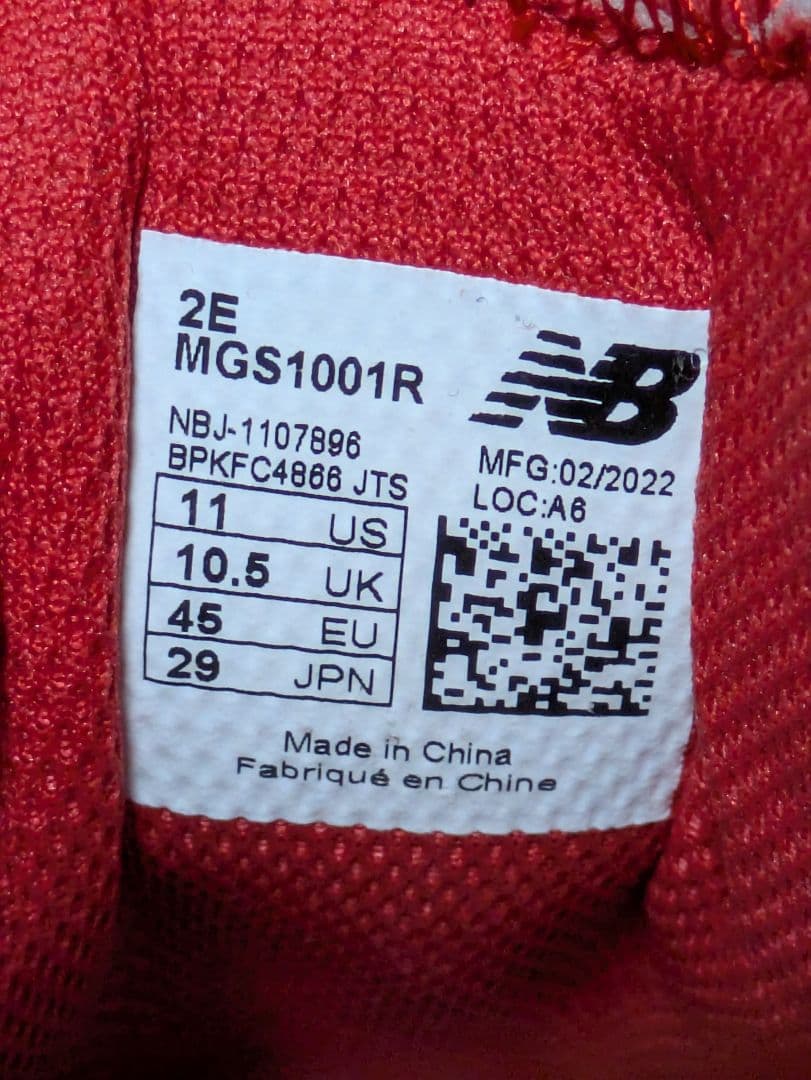 2E
MGS1001R
NBJ-1107896
BPKFC4866 JTS
NB
MFG:02/2022
LOC:A6
11 US
10.5 UK
45 EU
29 JPN
Made in China
Fabriqué en Chine